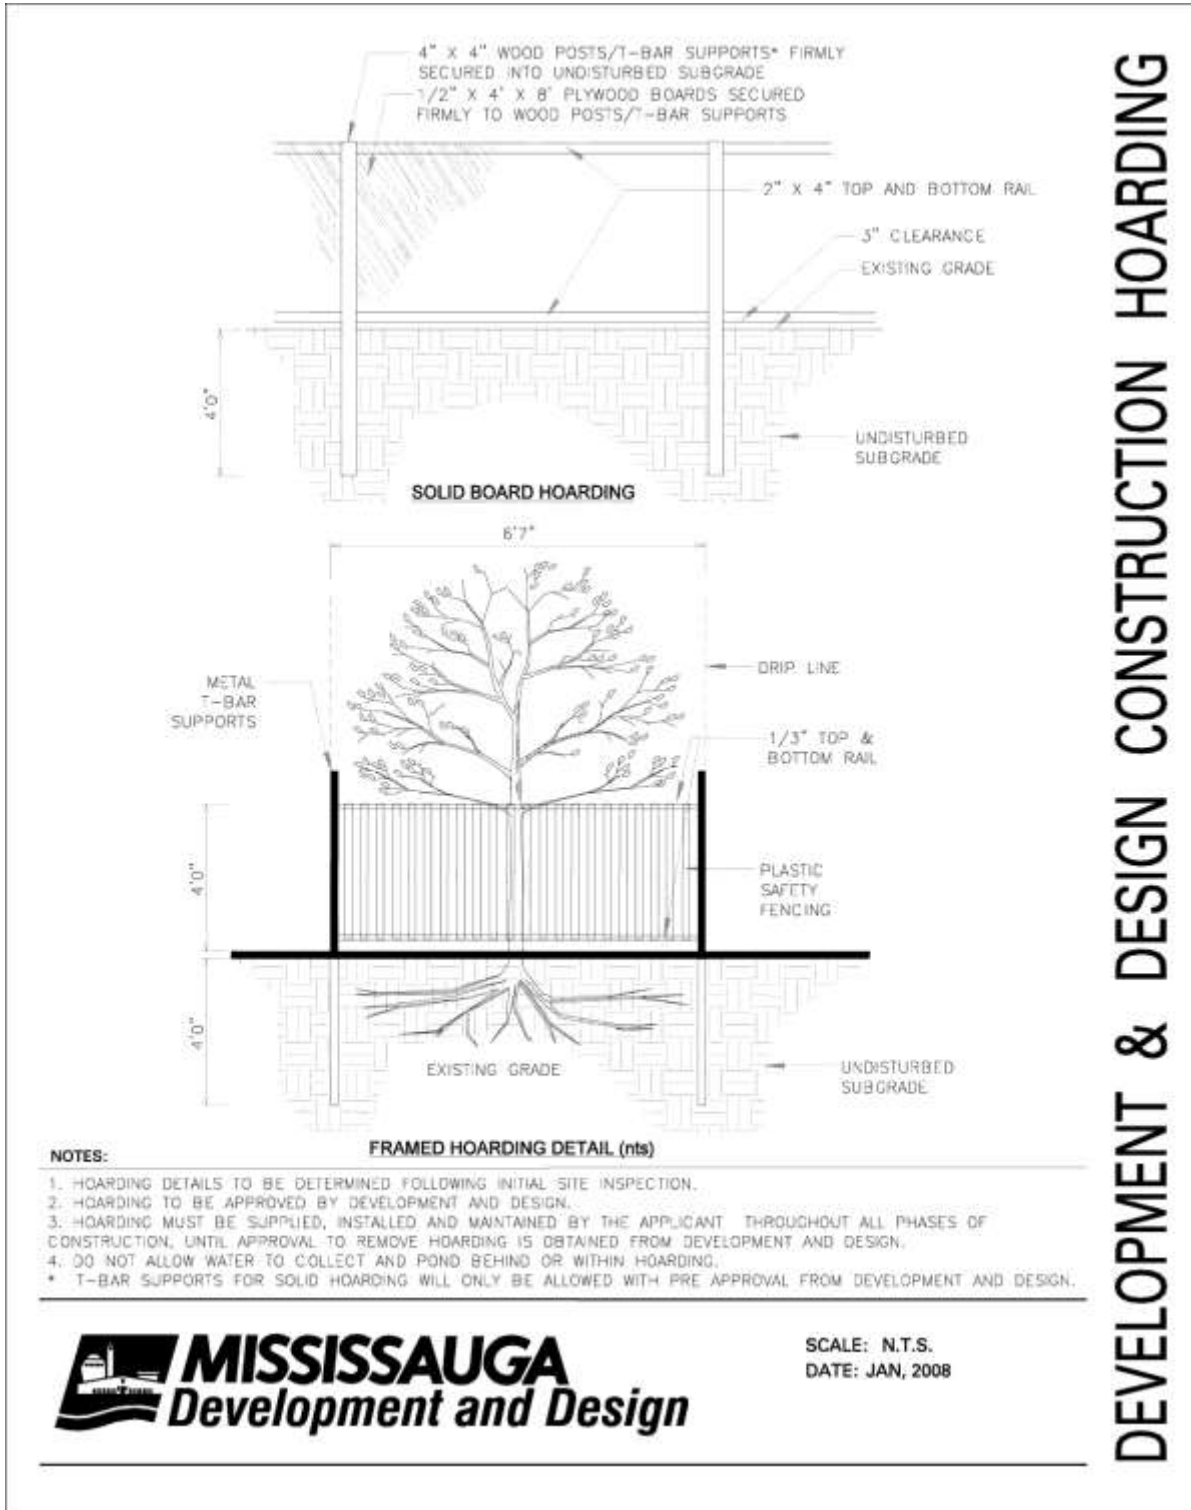 4" X 4" WOOD POSTS/T-BAR SUPPORTS* FIRMLY
SECURED INTO UNDISTURBED SUBGRADE
1/2" X 4' X 8' PLYWOOD BOARDS SECURED
FIRMLY TO WOOD POSTS/T-BAR SUPPORTS
2" X 4" TOP AND BOTTOM RAIL
3" CLEARANCE
EXISTING GRADE
4'0"
UNDISTURBED
SUBGRADE
SOLID BOARD HOARDING
6'7"
DRIP LINE
METAL
T-BAR
SUPPORTS
1/3" TOP &
BOTTOM RAIL
4'0"
PLASTIC
SAFETY
FENCING
4'0"
EXISTING GRADE
UNDISTURBED
SUBGRADE
FRAMED HOARDING DETAIL (nts)
NOTES:
1. HOARDING DETAILS TO BE DETERMINED FOLLOWING INITIAL SITE INSPECTION.
2. HOARDING TO BE APPROVED BY DEVELOPMENT AND DESIGN.
3. HOARDING MUST BE SUPPLIED, INSTALLED AND MAINTAINED BY THE APPLICANT THROUGHOUT ALL PHASES OF
CONSTRUCTION, UNTIL APPROVAL TO REMOVE HOARDING IS OBTAINED FROM DEVELOPMENT AND DESIGN.
4. DO NOT ALLOW WATER TO COLLECT AND POND BEHIND OR WITHIN HOARDING.
* T-BAR SUPPORTS FOR SOLID HOARDING WILL ONLY BE ALLOWED WITH PRE APPROVAL FROM DEVELOPMENT AND DESIGN.
MISSISSAUGA
Development and Design
SCALE: N.T.S.
DATE: JAN, 2008
DEVELOPMENT & DESIGN CONSTRUCTION HOARDING